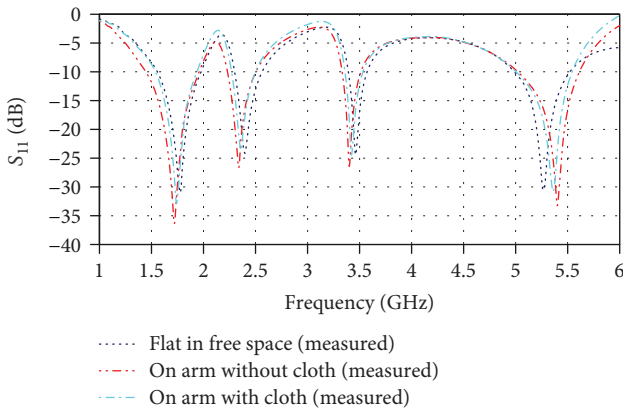 0
−5
−10
−15
−20
−25
−30
−35
−40
S11 (dB)
1 1.5 2 2.5 3 3.5 4 4.5 5 5.5 6
Frequency (GHz)
Flat in free space (measured)
On arm without cloth (measured)
On arm with cloth (measured)